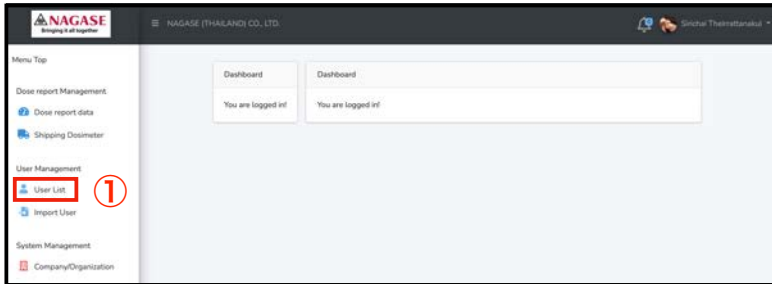 NAGASE
Bringing it all together
≡ NAGASE (THAILAND) CO., LTD.
Sirichai Theirrattanakul
Menu Top
Dashboard
Dashboard
You are logged in!
You are logged in!
Dose report Management
Dose report data
Shipping Dosimeter
User Management
User List
①
Import User
System Management
Company/Organization